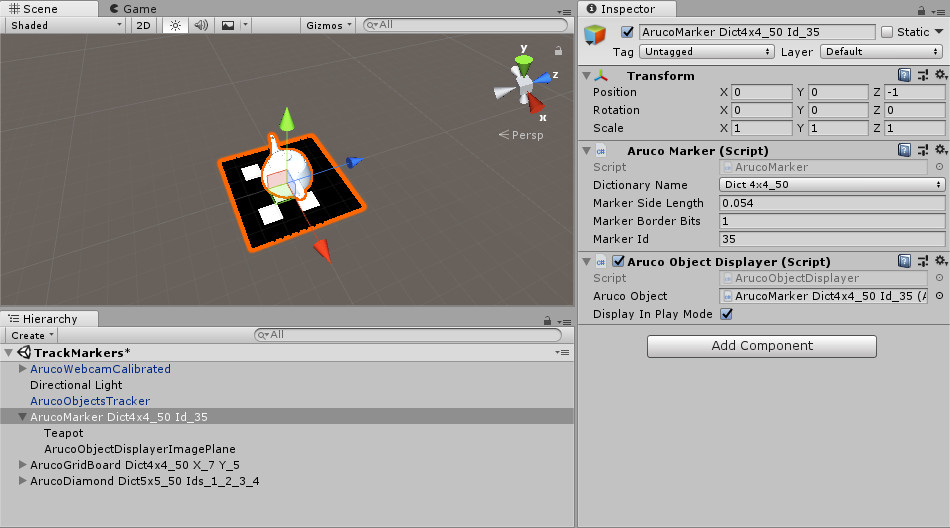 Scene
Game
Shaded
2D
Gizmos
All
y
z
x
Persp
Hierarchy
Create
All
TrackMarkers*
ArucoWebcamCalibrated
Directional Light
ArucoObjectsTracker
ArucoMarker Dict4x4_50 Id_35
Teapot
ArucoObjectDisplayerImagePlane
ArucoGridBoard Dict4x4_50 X_7 Y_5
ArucoDiamond Dict5x5_50 Ids_1_2_3_4
Inspector
ArucoMarker Dict4x4_50 Id_35
Static
Tag Untagged Layer Default
Transform
Position X 0 Y 0 Z -1
Rotation X 0 Y 0 Z 0
Scale X 1 Y 1 Z 1
Aruco Marker (Script)
Script ArucoMarker
Dictionary Name Dict 4x4_50
Marker Side Length 0.054
Marker Border Bits 1
Marker Id 35
Aruco Object Displayer (Script)
Script ArucoObjectDisplayer
Aruco Object ArucoMarker Dict4x4_50 Id_35 (A
Display In Play Mode
Add Component